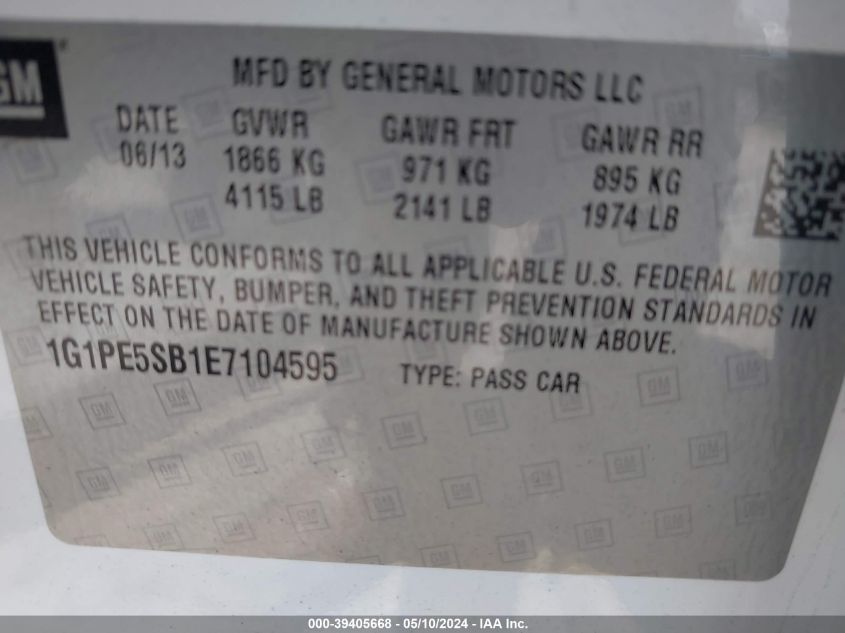 GM
MFD BY GENERAL MOTORS LLC
DATE GVWR GAWR FRT GAWR RR
06/13 1866 KG 971 KG 895 KG
4115 LB 2141 LB 1974 LB
THIS VEHICLE CONFORMS TO ALL APPLICABLE U.S. FEDERAL MOTOR
VEHICLE SAFETY, BUMPER, AND THEFT PREVENTION STANDARDS IN
EFFECT ON THE DATE OF MANUFACTURE SHOWN ABOVE.
1G1PE5SB1E7104595 TYPE: PASS CAR
000-39405668 - 05/10/2024 - IAA Inc.